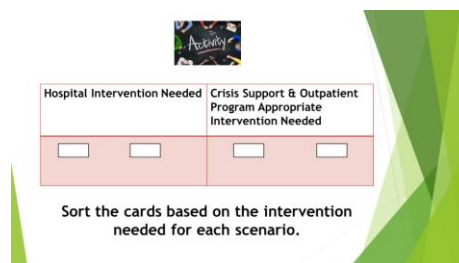 Activity
Hospital Intervention Needed
Crisis Support & Outpatient
Program Appropriate
Intervention Needed
Sort the cards based on the intervention
needed for each scenario.